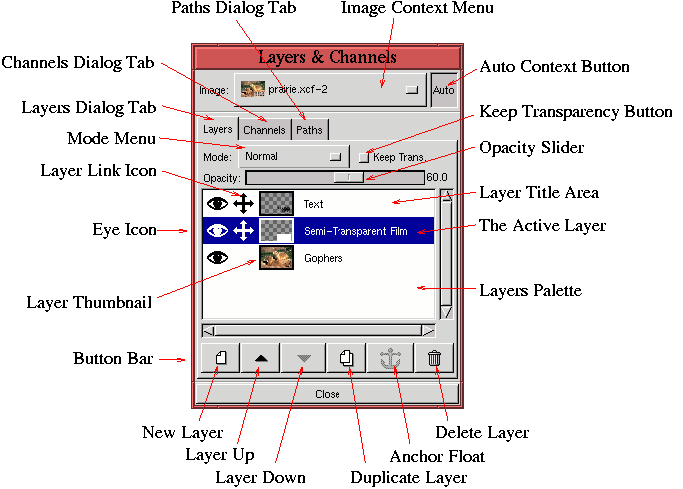 Paths Dialog Tab
Image Context Menu
Channels Dialog Tab
Layers & Channels
Auto Context Button
Image:
prairie.xcf-2
Auto
Layers Dialog Tab
Keep Transparency Button
Layers
Channels
Paths
Mode Menu
Opacity Slider
Mode:
Normal
Keep Trans.
Layer Link Icon
Opacity:
60.0
Layer Title Area
Text
Eye Icon
Semi-Transparent Film
The Active Layer
Gophers
Layer Thumbnail
Layers Palette
Button Bar
Close
New Layer
Delete Layer
Layer Up
Anchor Float
Layer Down
Duplicate Layer